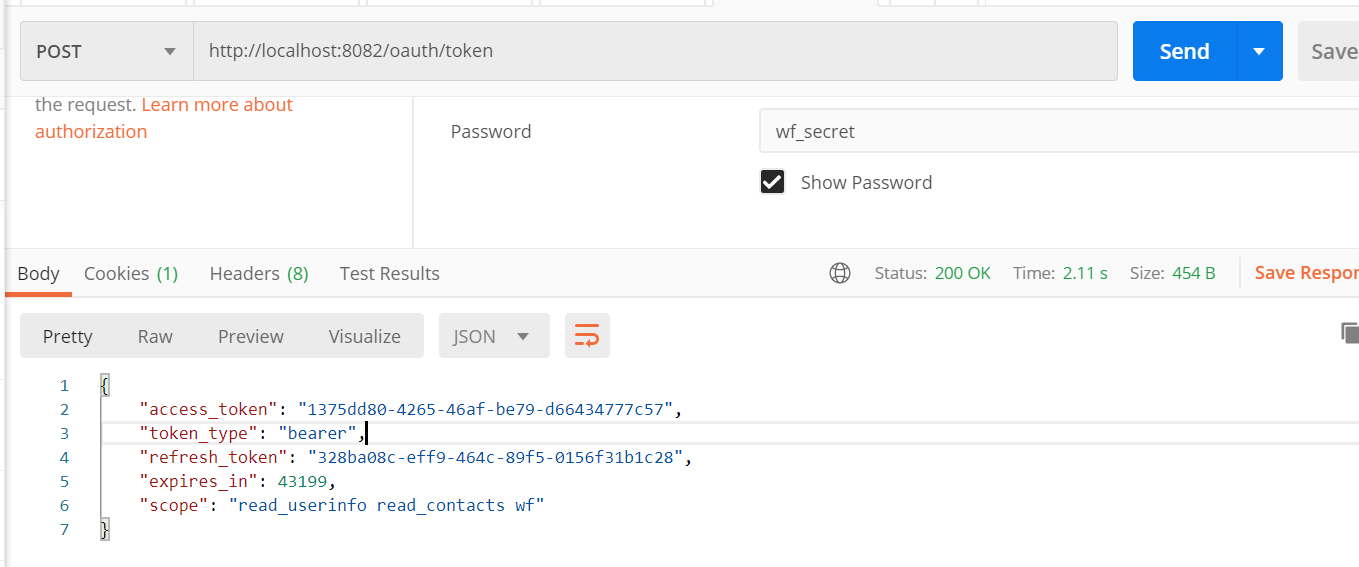 POST http://localhost:8082/oauth/token Send Save
the request. Learn more about
authorization
Password wf_secret
Show Password
Body Cookies (1) Headers (8) Test Results Status: 200 OK Time: 2.11 s Size: 454 B Save Respor
Pretty Raw Preview Visualize JSON
1 {
2 "access_token": "1375dd80-4265-46af-be79-d66434777c57",
3 "token_type": "bearer",
4 "refresh_token": "328ba08c-eff9-464c-89f5-0156f31b1c28",
5 "expires_in": 43199,
6 "scope": "read_userinfo read_contacts wf"
7 }